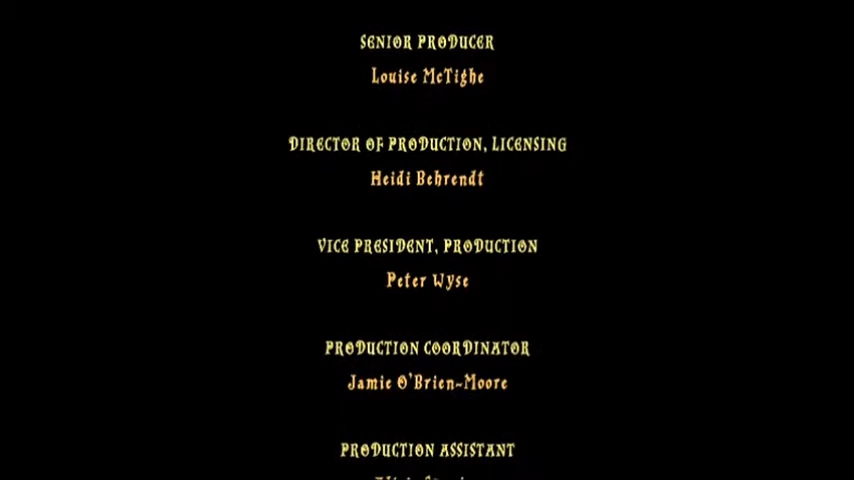 SENIOR PRODUCER
Louise McTighe
DIRECTOR OF PRODUCTION, LICENSING
Heidi Behrendt
VICE PRESIDENT, PRODUCTION
Peter Wyse
PRODUCTION COORDINATOR
Jamie O'Brien-Moore
PRODUCTION ASSISTANT